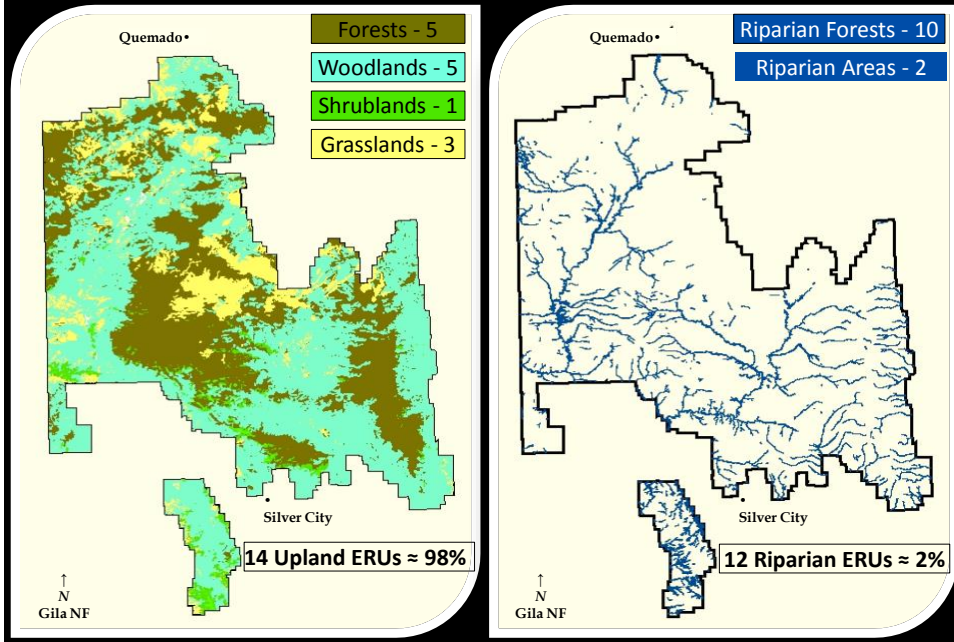 Quemado•
Forests - 5
Woodlands - 5
Shrublands - 1
Grasslands - 3
Silver City
14 Upland ERUs ≈ 98%
↑
N
Gila NF
Quemado•
Riparian Forests - 10
Riparian Areas - 2
Silver City
12 Riparian ERUs ≈ 2%
↑
N
Gila NF